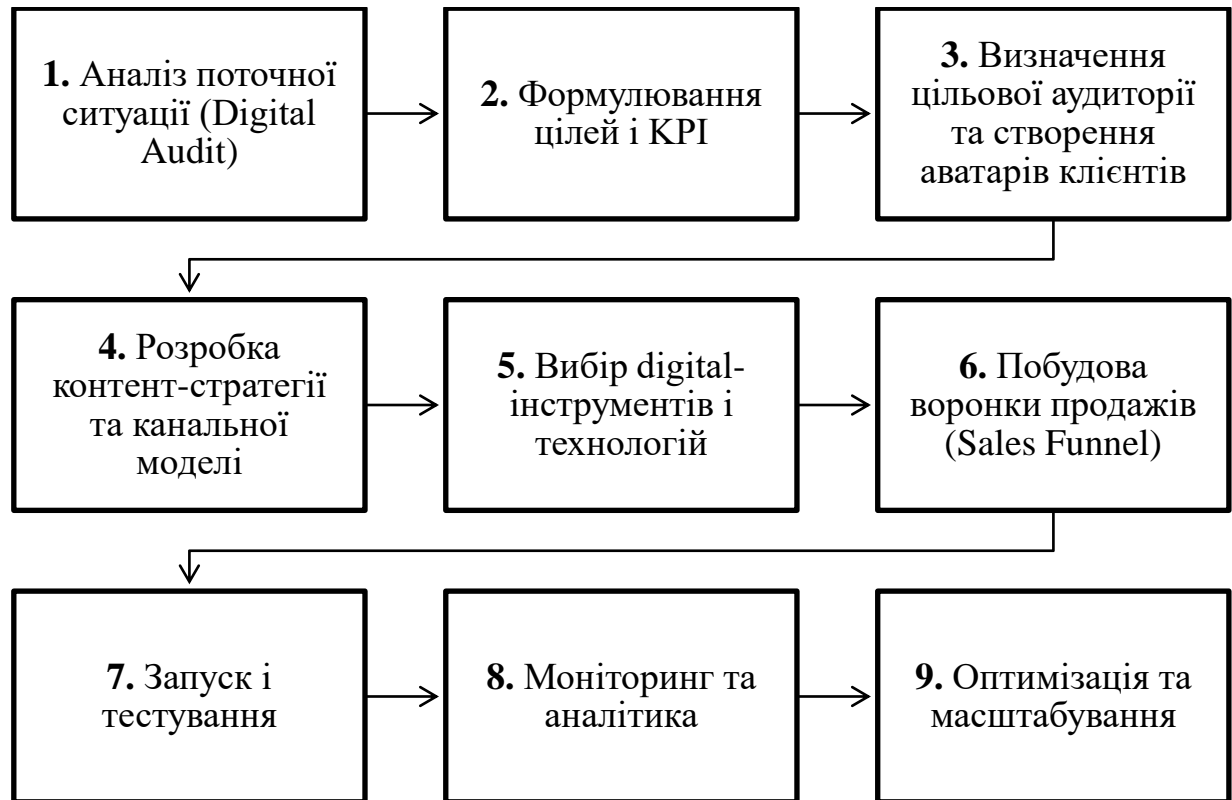 1. Аналіз поточної
ситуації (Digital
Audit)
2. Формулювання
цілей і KPI
3. Визначення
цільової аудиторії
та створення
аватарів клієнтів
4. Розробка
контент-стратегії
та канальної
моделі
5. Вибір digital-
інструментів і
технологій
6. Побудова
воронки продажів
(Sales Funnel)
7. Запуск і
тестування
8. Моніторинг та
аналітика
9. Оптимізація та
масштабування